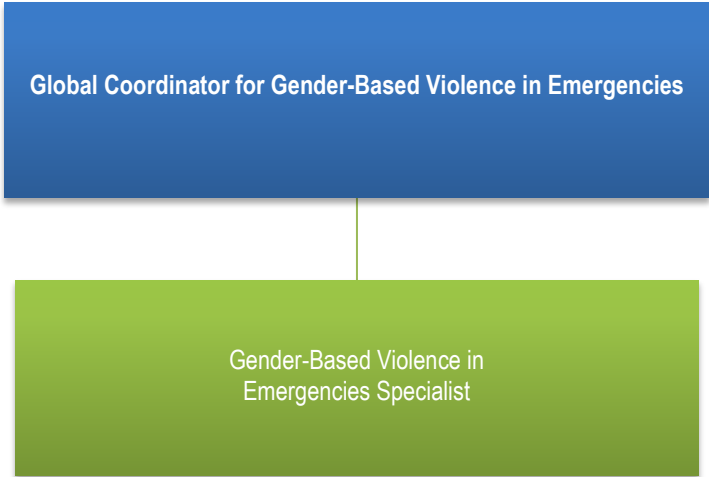 Global Coordinator for Gender-Based Violence in Emergencies
Gender-Based Violence in
Emergencies Specialist